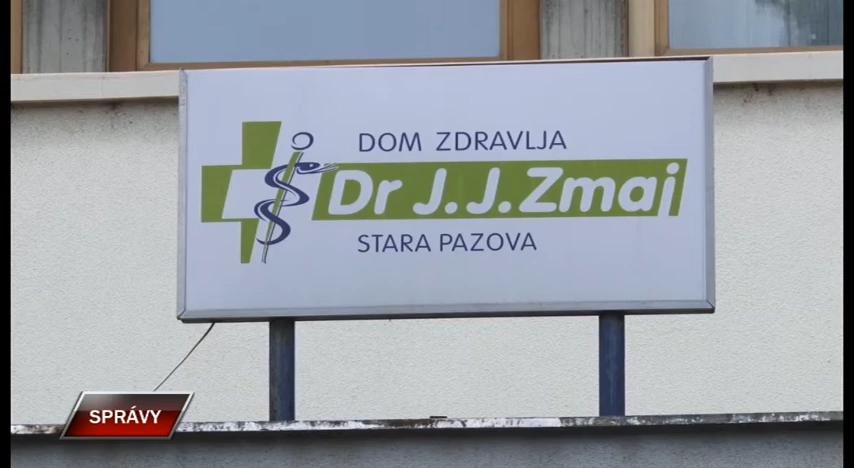 DOM ZDRAVLJA
Dr J. J. Zmaj
STARA PAZOVA
SPRÁVY